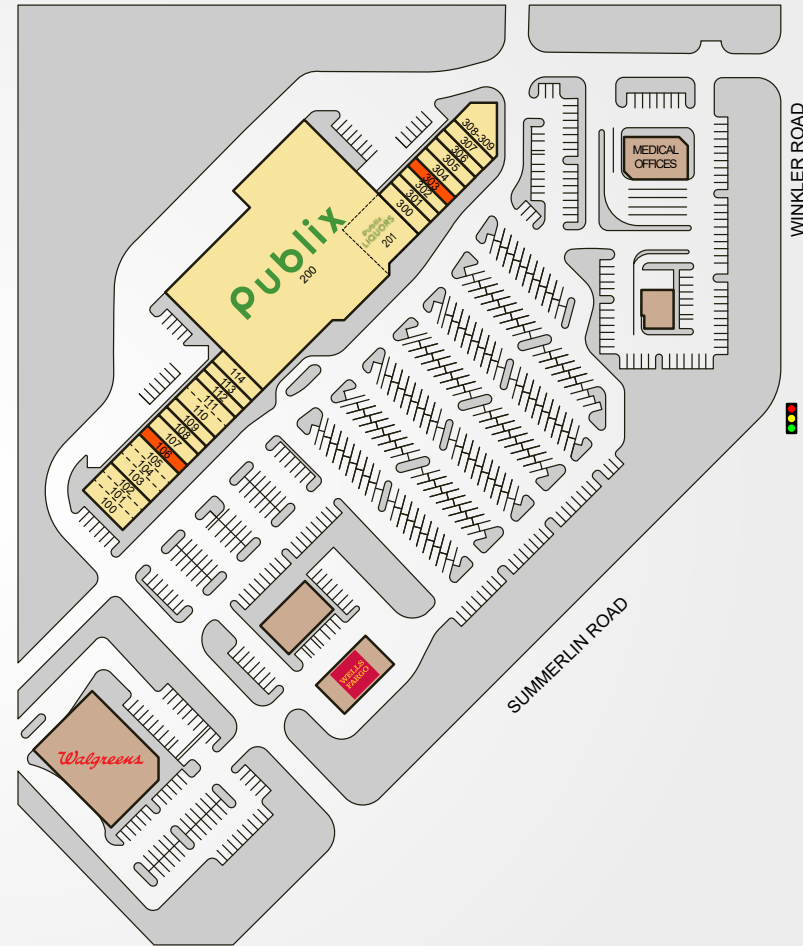 WINKLER ROAD
MEDICAL
OFFICES
308-309
307
306
305
304
303
302
301
300
publix
LIQUORS
201
Publix
200
114
113
112
111
110
109
108
107
106
105
104
103
102
101
100
SUMMERLIN ROAD
WELLS
FARGO
Walgreens